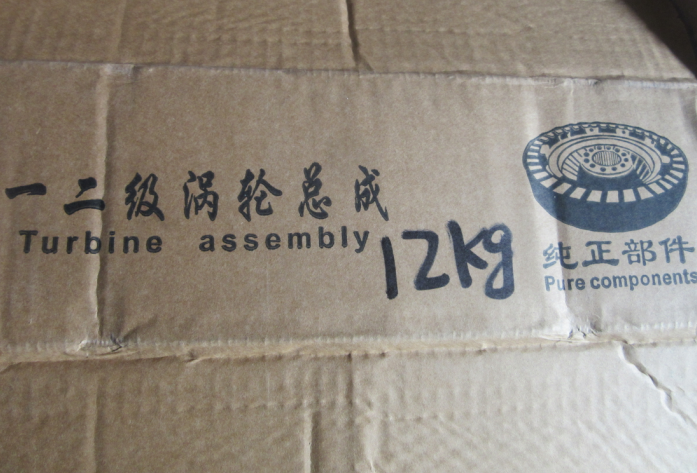 一二级涡轮总成
Turbine assembly
12kg
纯正部件
Pure components